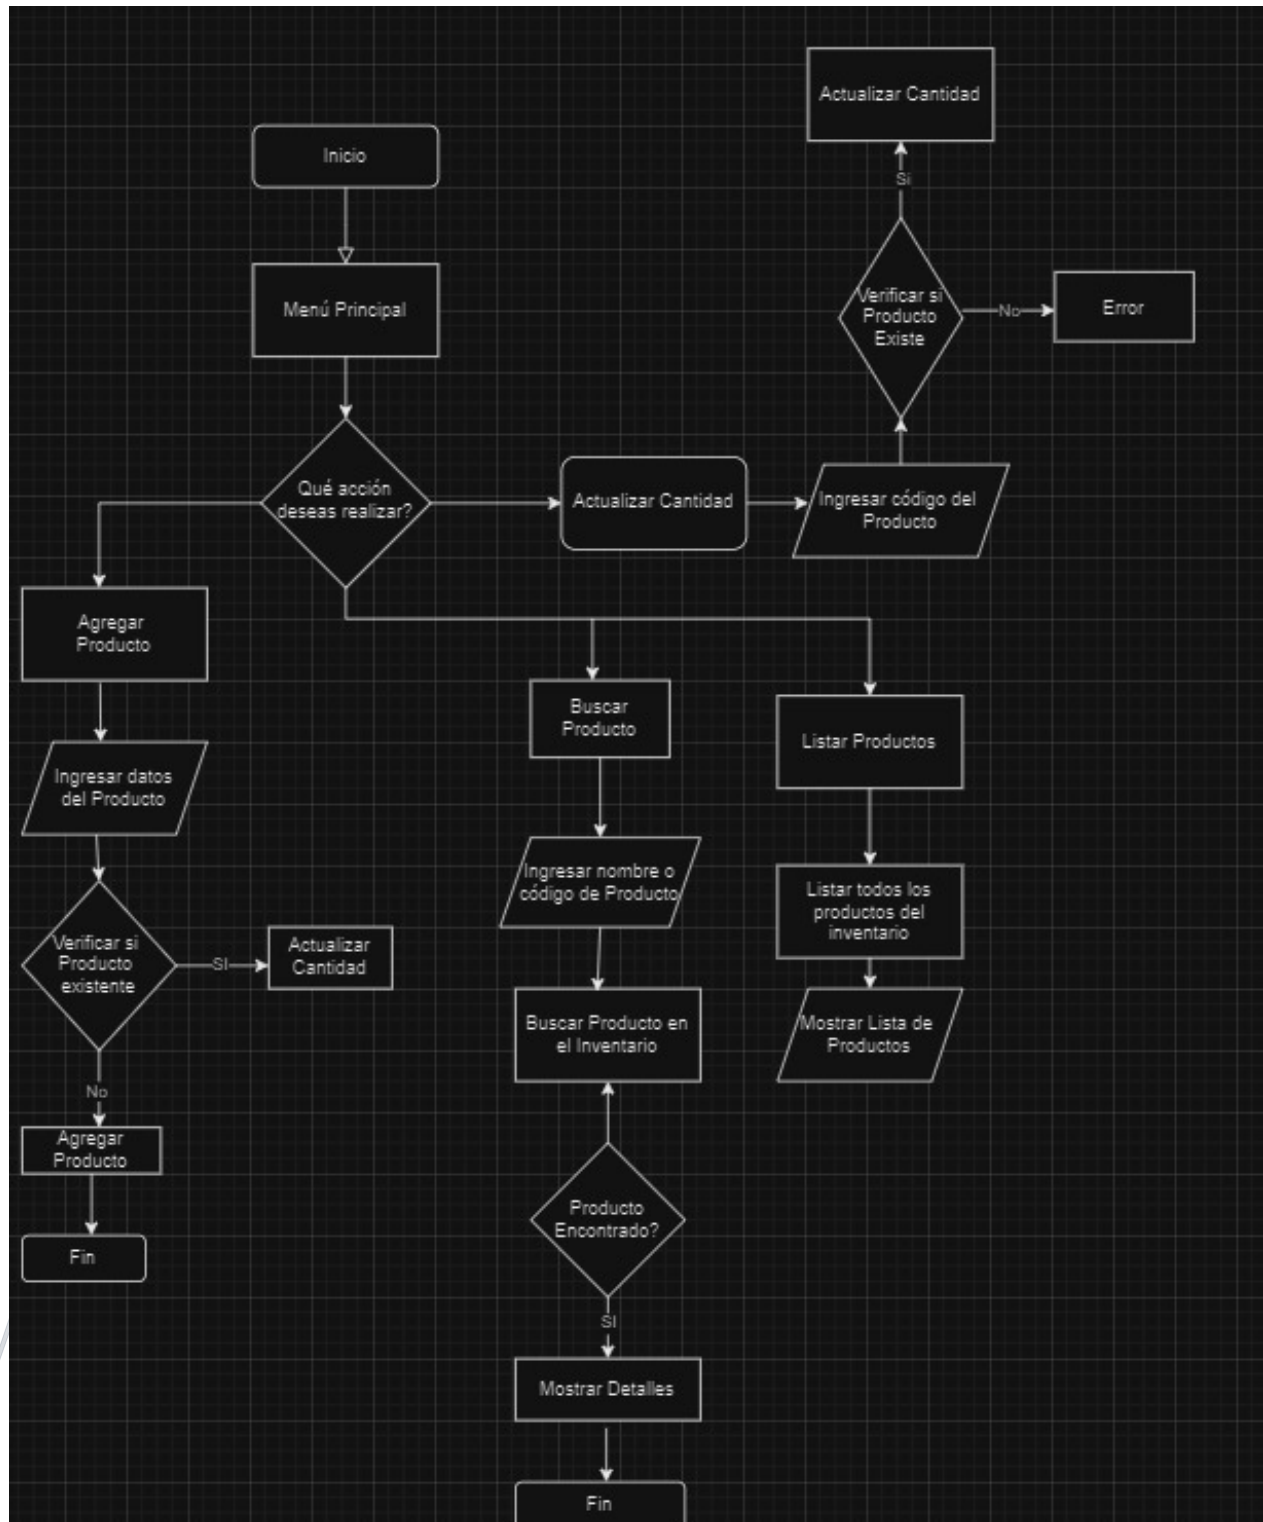 Actualizar Cantidad
Inicio
Si
Menú Principal
Verificar si
Producto
Existe
No
Error
Qué acción
deseas realizar?
Actualizar Cantidad
Ingresar código del
Producto
Agregar
Producto
Buscar
Producto
Listar Productos
Ingresar datos
del Producto
Ingresar nombre o
código de Producto
Listar todos los
productos del
inventario
Verificar si
Producto
existente
SI
Actualizar
Cantidad
Buscar Producto en
el Inventario
Mostrar Lista de
Productos
No
Agregar
Producto
Producto
Encontrado?
Fin
SI
Mostrar Detalles
Fin